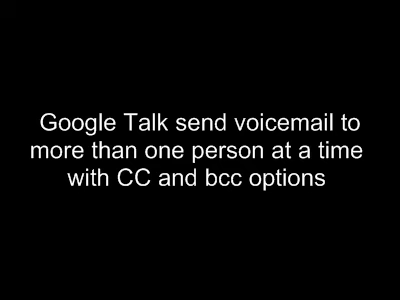 Google Talk send voicemail to
more than one person at a time
with CC and bcc options